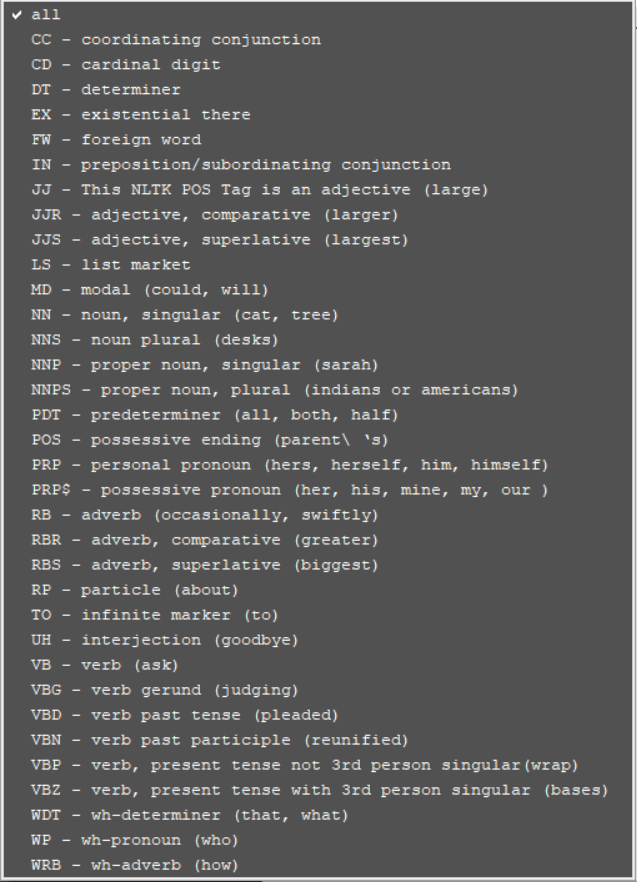 ✓ all
CC - coordinating conjunction
CD - cardinal digit
DT - determiner
EX - existential there
FW - foreign word
IN - preposition/subordinating conjunction
JJ - This NLTK POS Tag is an adjective (large)
JJR - adjective, comparative (larger)
JJS - adjective, superlative (largest)
LS - list market
MD - modal (could, will)
NN - noun, singular (cat, tree)
NNS - noun plural (desks)
NNP - proper noun, singular (sarah)
NNPS - proper noun, plural (indians or americans)
PDT - predeterminer (all, both, half)
POS - possessive ending (parent\ ‘s)
PRP - personal pronoun (hers, herself, him, himself)
PRP$ - possessive pronoun (her, his, mine, my, our )
RB - adverb (occasionally, swiftly)
RBR - adverb, comparative (greater)
RBS - adverb, superlative (biggest)
RP - particle (about)
TO - infinite marker (to)
UH - interjection (goodbye)
VB - verb (ask)
VBG - verb gerund (judging)
VBD - verb past tense (pleaded)
VBN - verb past participle (reunified)
VBP - verb, present tense not 3rd person singular(wrap)
VBZ - verb, present tense with 3rd person singular (bases)
WDT - wh-determiner (that, what)
WP - wh-pronoun (who)
WRB - wh-adverb (how)